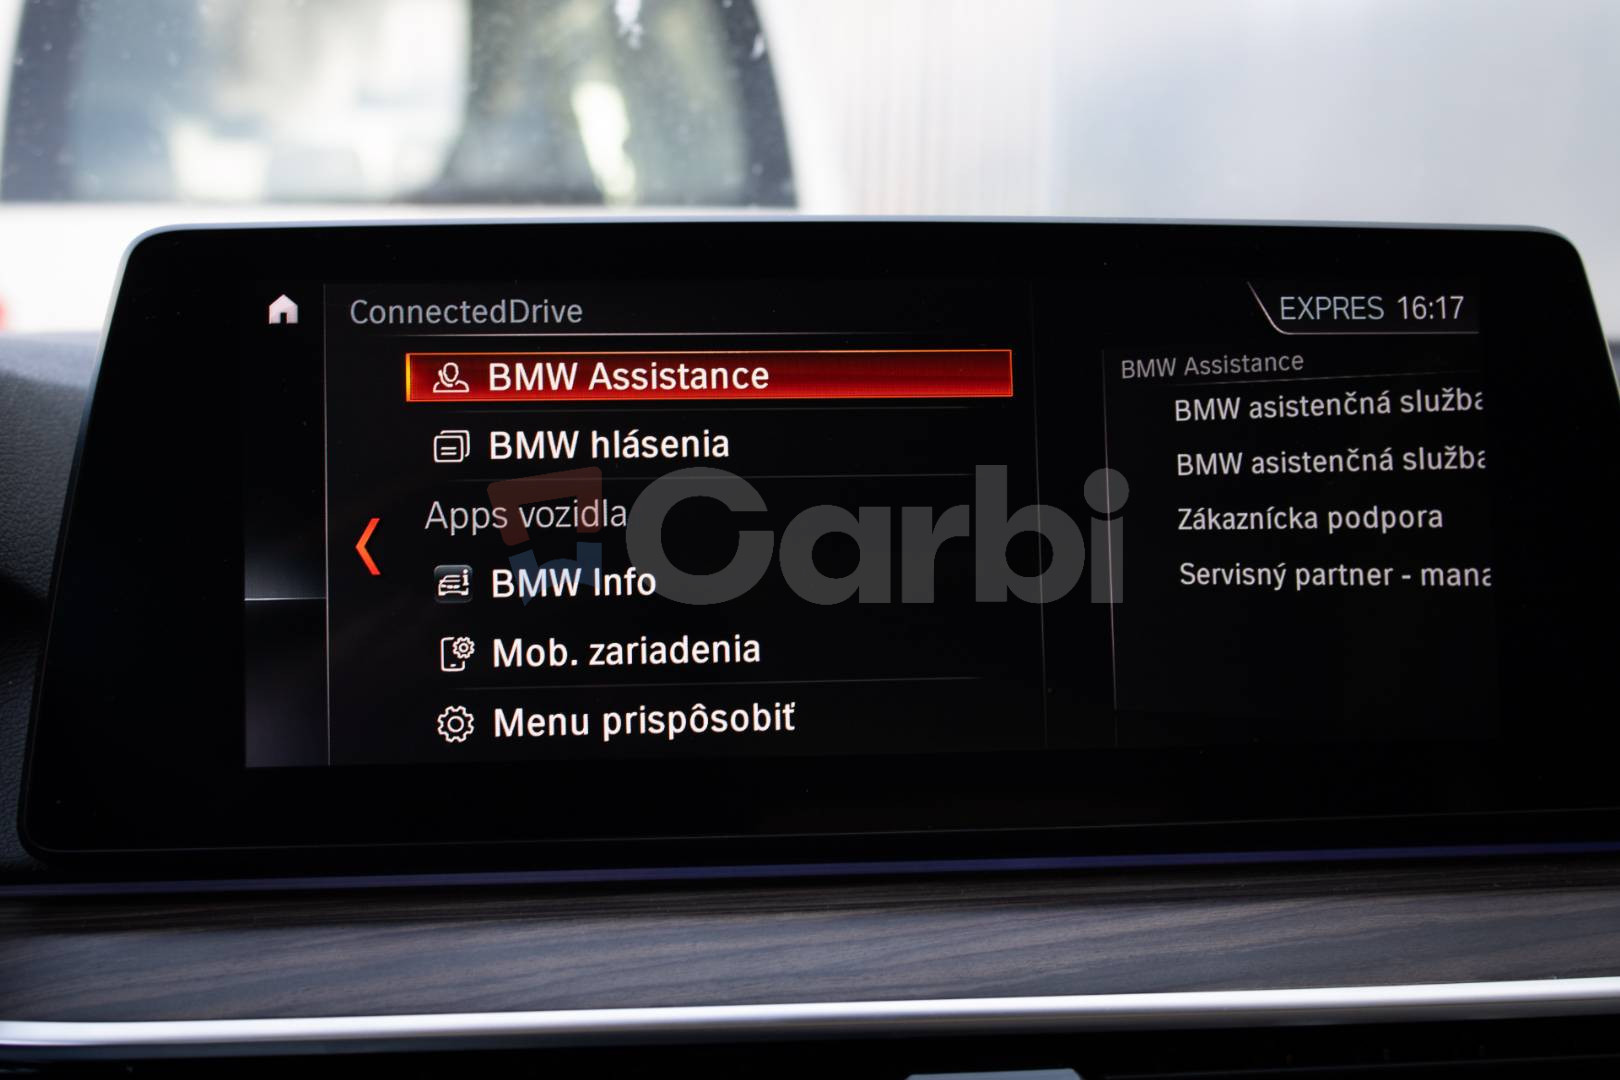 ConnectedDrive
EXPRES 16:17
BMW Assistance
BMW hlásenia
Apps vozidla
BMW Info
Mob. zariadenia
Menu prispôsobiť
BMW Assistance
BMW asistenčná služba
BMW asistenčná služba
Zákaznícka podpora
Servisný partner - mana
Carbi